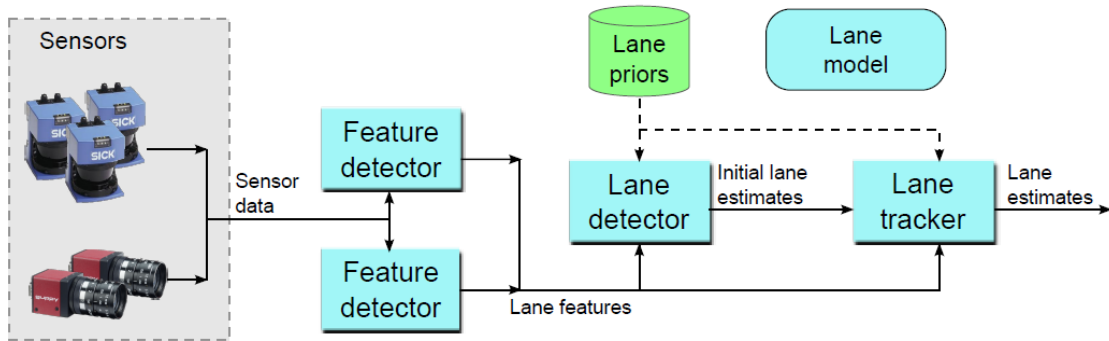 Sensors
SICK
SICK
SICK
Sensor
data
Feature
detector
Feature
detector
Lane features
Lane
priors
Lane
model
Lane
detector
Initial lane
estimates
Lane
tracker
Lane
estimates